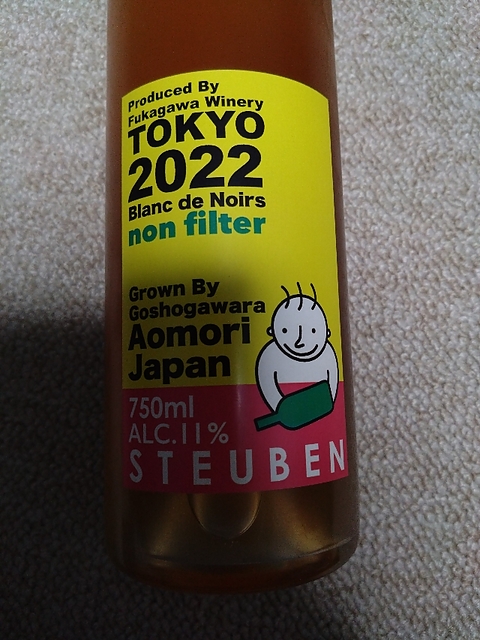 Produced By
Fukagawa Winery
TOKYO
2022
Blanc de Noirs
non filter
Grown By
Goshogawara
Aomori
Japan
750ml
ALC.11%
STEUBEN